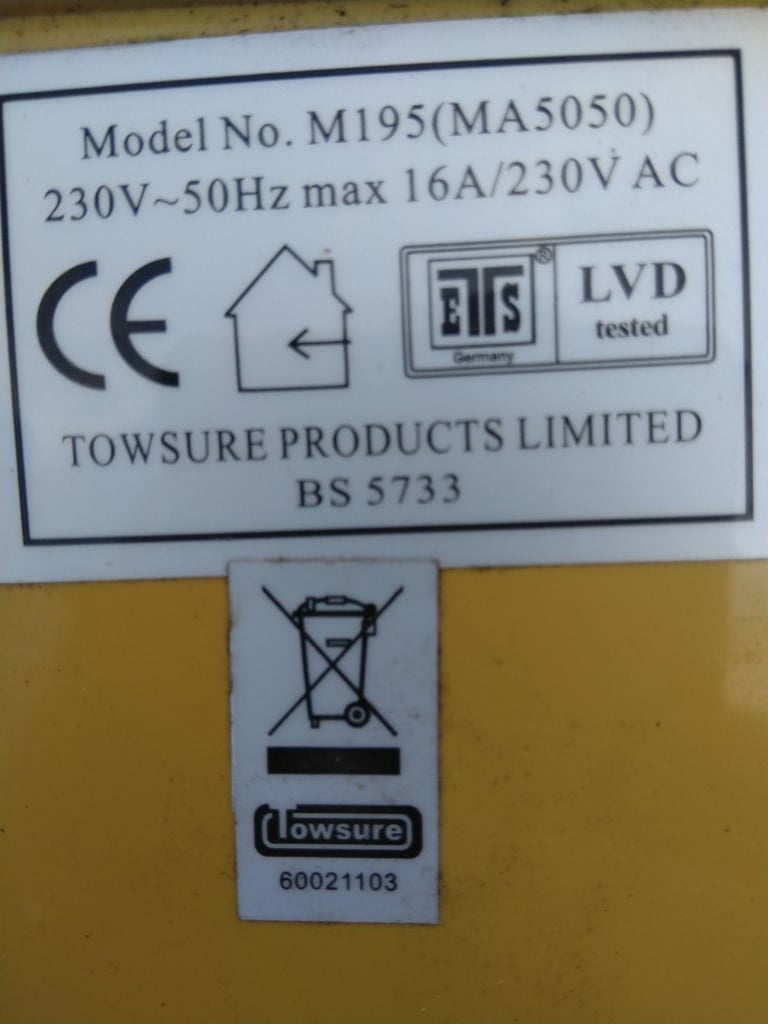 Model No. M195(MA5050)
230V~50Hz max 16A/230V AC
CE
ETS ®
Germany
LVD
tested
TOWSURE PRODUCTS LIMITED
BS 5733
Towsure
60021103